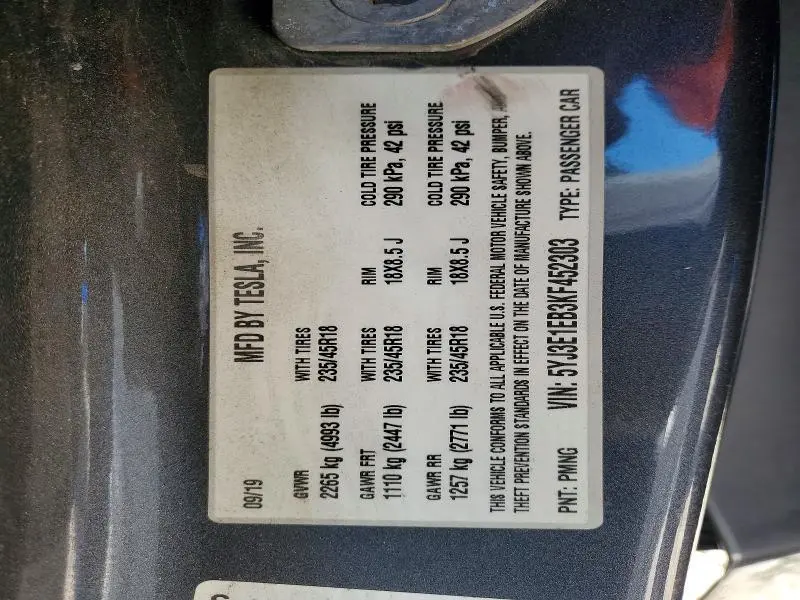 09/19 MFD BY TESLA, INC.
GVWR WITH TIRES
2265 kg (4993 lb) 235/45R18
GAWR FRT WITH TIRES RIM COLD TIRE PRESSURE
1110 kg (2447 lb) 235/45R18 18X8.5 J 290 kPa, 42 psi
GAWR RR WITH TIRES RIM COLD TIRE PRESSURE
1257 kg (2771 lb) 235/45R18 18X8.5 J 290 kPa, 42 psi
THIS VEHICLE CONFORMS TO ALL APPLICABLE U.S. FEDERAL MOTOR VEHICLE SAFETY, BUMPER,
THEFT PREVENTION STANDARDS IN EFFECT ON THE DATE OF MANUFACTURE SHOWN ABOVE.
PNT: PMNG VIN: 5YJ3E1EB3KF452303 TYPE: PASSENGER CAR